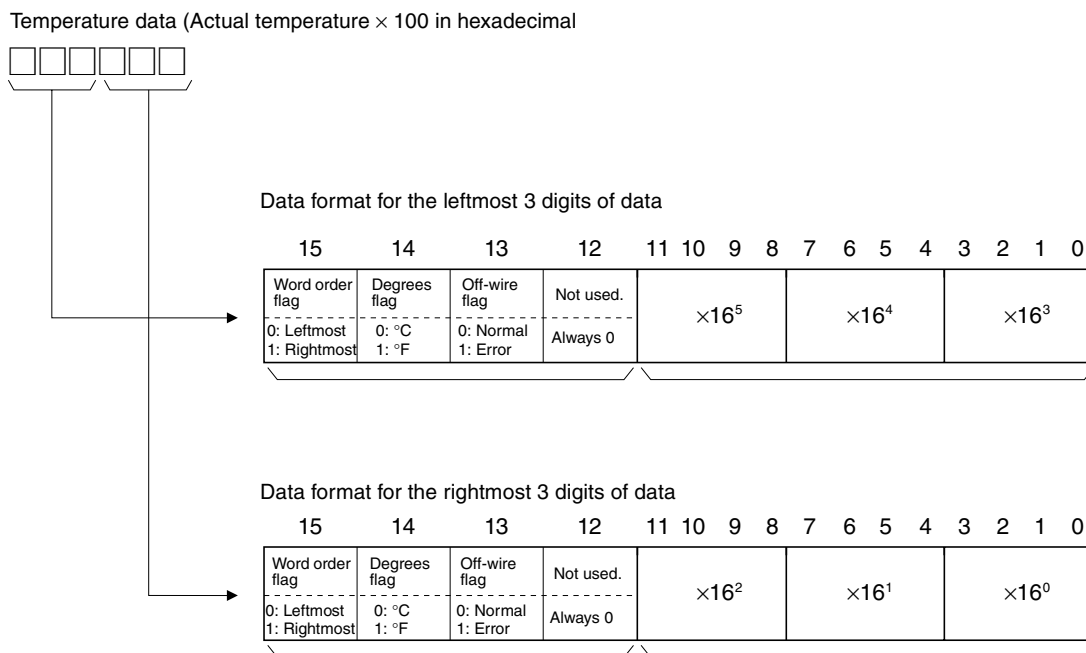 Temperature data (Actual temperature × 100 in hexadecimal
Data format for the leftmost 3 digits of data
15 14 13 12 11 10 9 8 7 6 5 4 3 2 1 0
Word order flag Degrees flag Off-wire flag Not used. ×16⁵ ×16⁴ ×16³
0: Leftmost 0: °C 0: Normal Always 0
1: Rightmost 1: °F 1: Error
Data format for the rightmost 3 digits of data
15 14 13 12 11 10 9 8 7 6 5 4 3 2 1 0
Word order flag Degrees flag Off-wire flag Not used. ×16² ×16¹ ×16⁰
0: Leftmost 0: °C 0: Normal Always 0
1: Rightmost 1: °F 1: Error